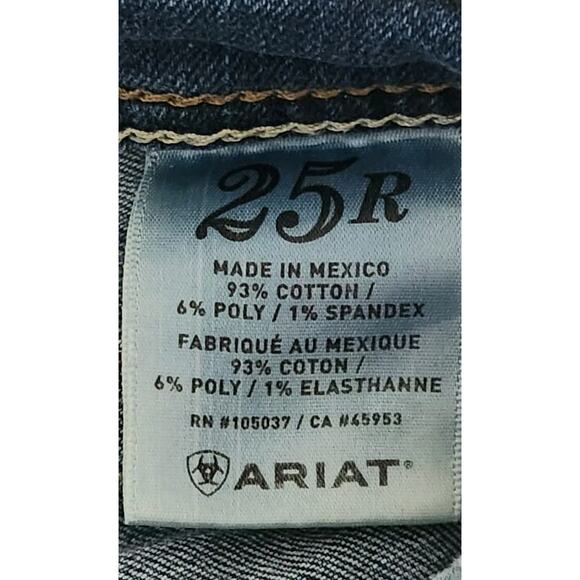 25R
MADE IN MEXICO
93% COTTON /
6% POLY / 1% SPANDEX
FABRIQUÉ AU MEXIQUE
93% COTON /
6% POLY / 1% ELASTHANNE
RN #105037 / CA #45953
ARIAT®